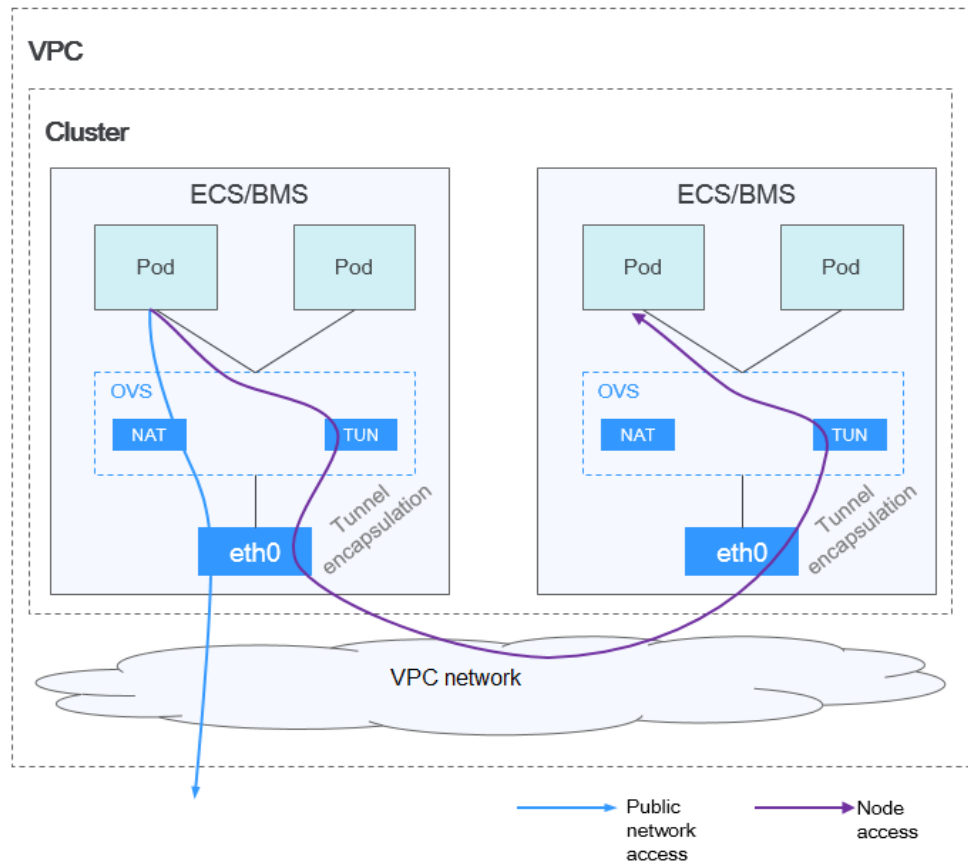 VPC
Cluster
ECS/BMS
Pod
Pod
OVS
NAT
TUN
Tunnel
encapsulation
eth0
ECS/BMS
Pod
Pod
OVS
NAT
TUN
Tunnel
encapsulation
eth0
VPC network
Public
network
access
Node
access